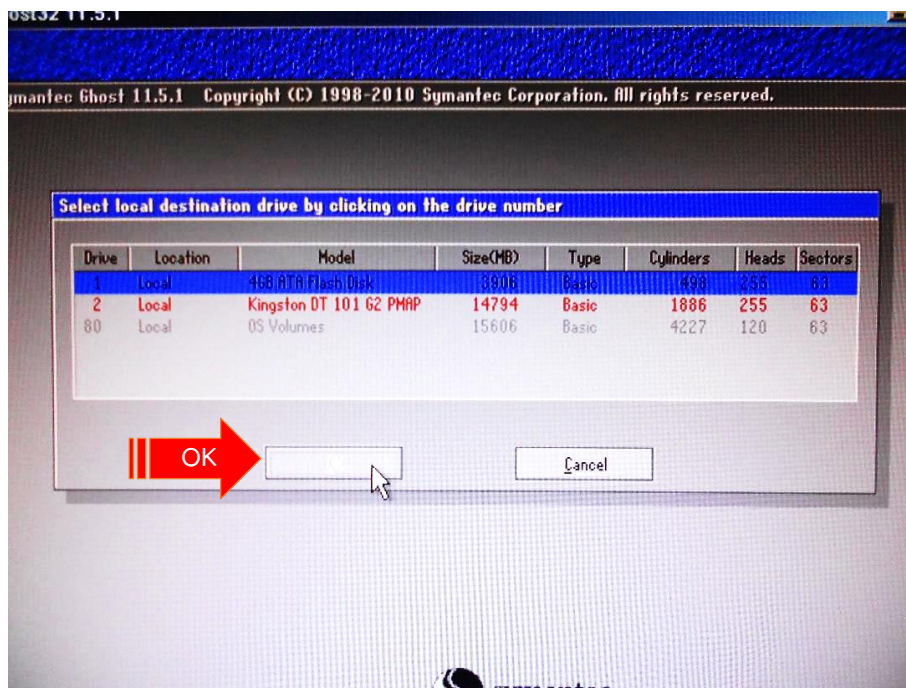 ost32 11.5.1
ymantec Ghost 11.5.1 Copyright (C) 1998-2010 Symantec Corporation. All rights reserved.
Select local destination drive by clicking on the drive number
Drive Location Model Size(MB) Type Cylinders Heads Sectors
1 Local 4GB ATA Flash Disk 3906 Basic 498 255 63
2 Local Kingston DT 101 G2 PMAP 14794 Basic 1886 255 63
80 Local OS Volumes 15606 Basic 4227 120 63
OK
Cancel